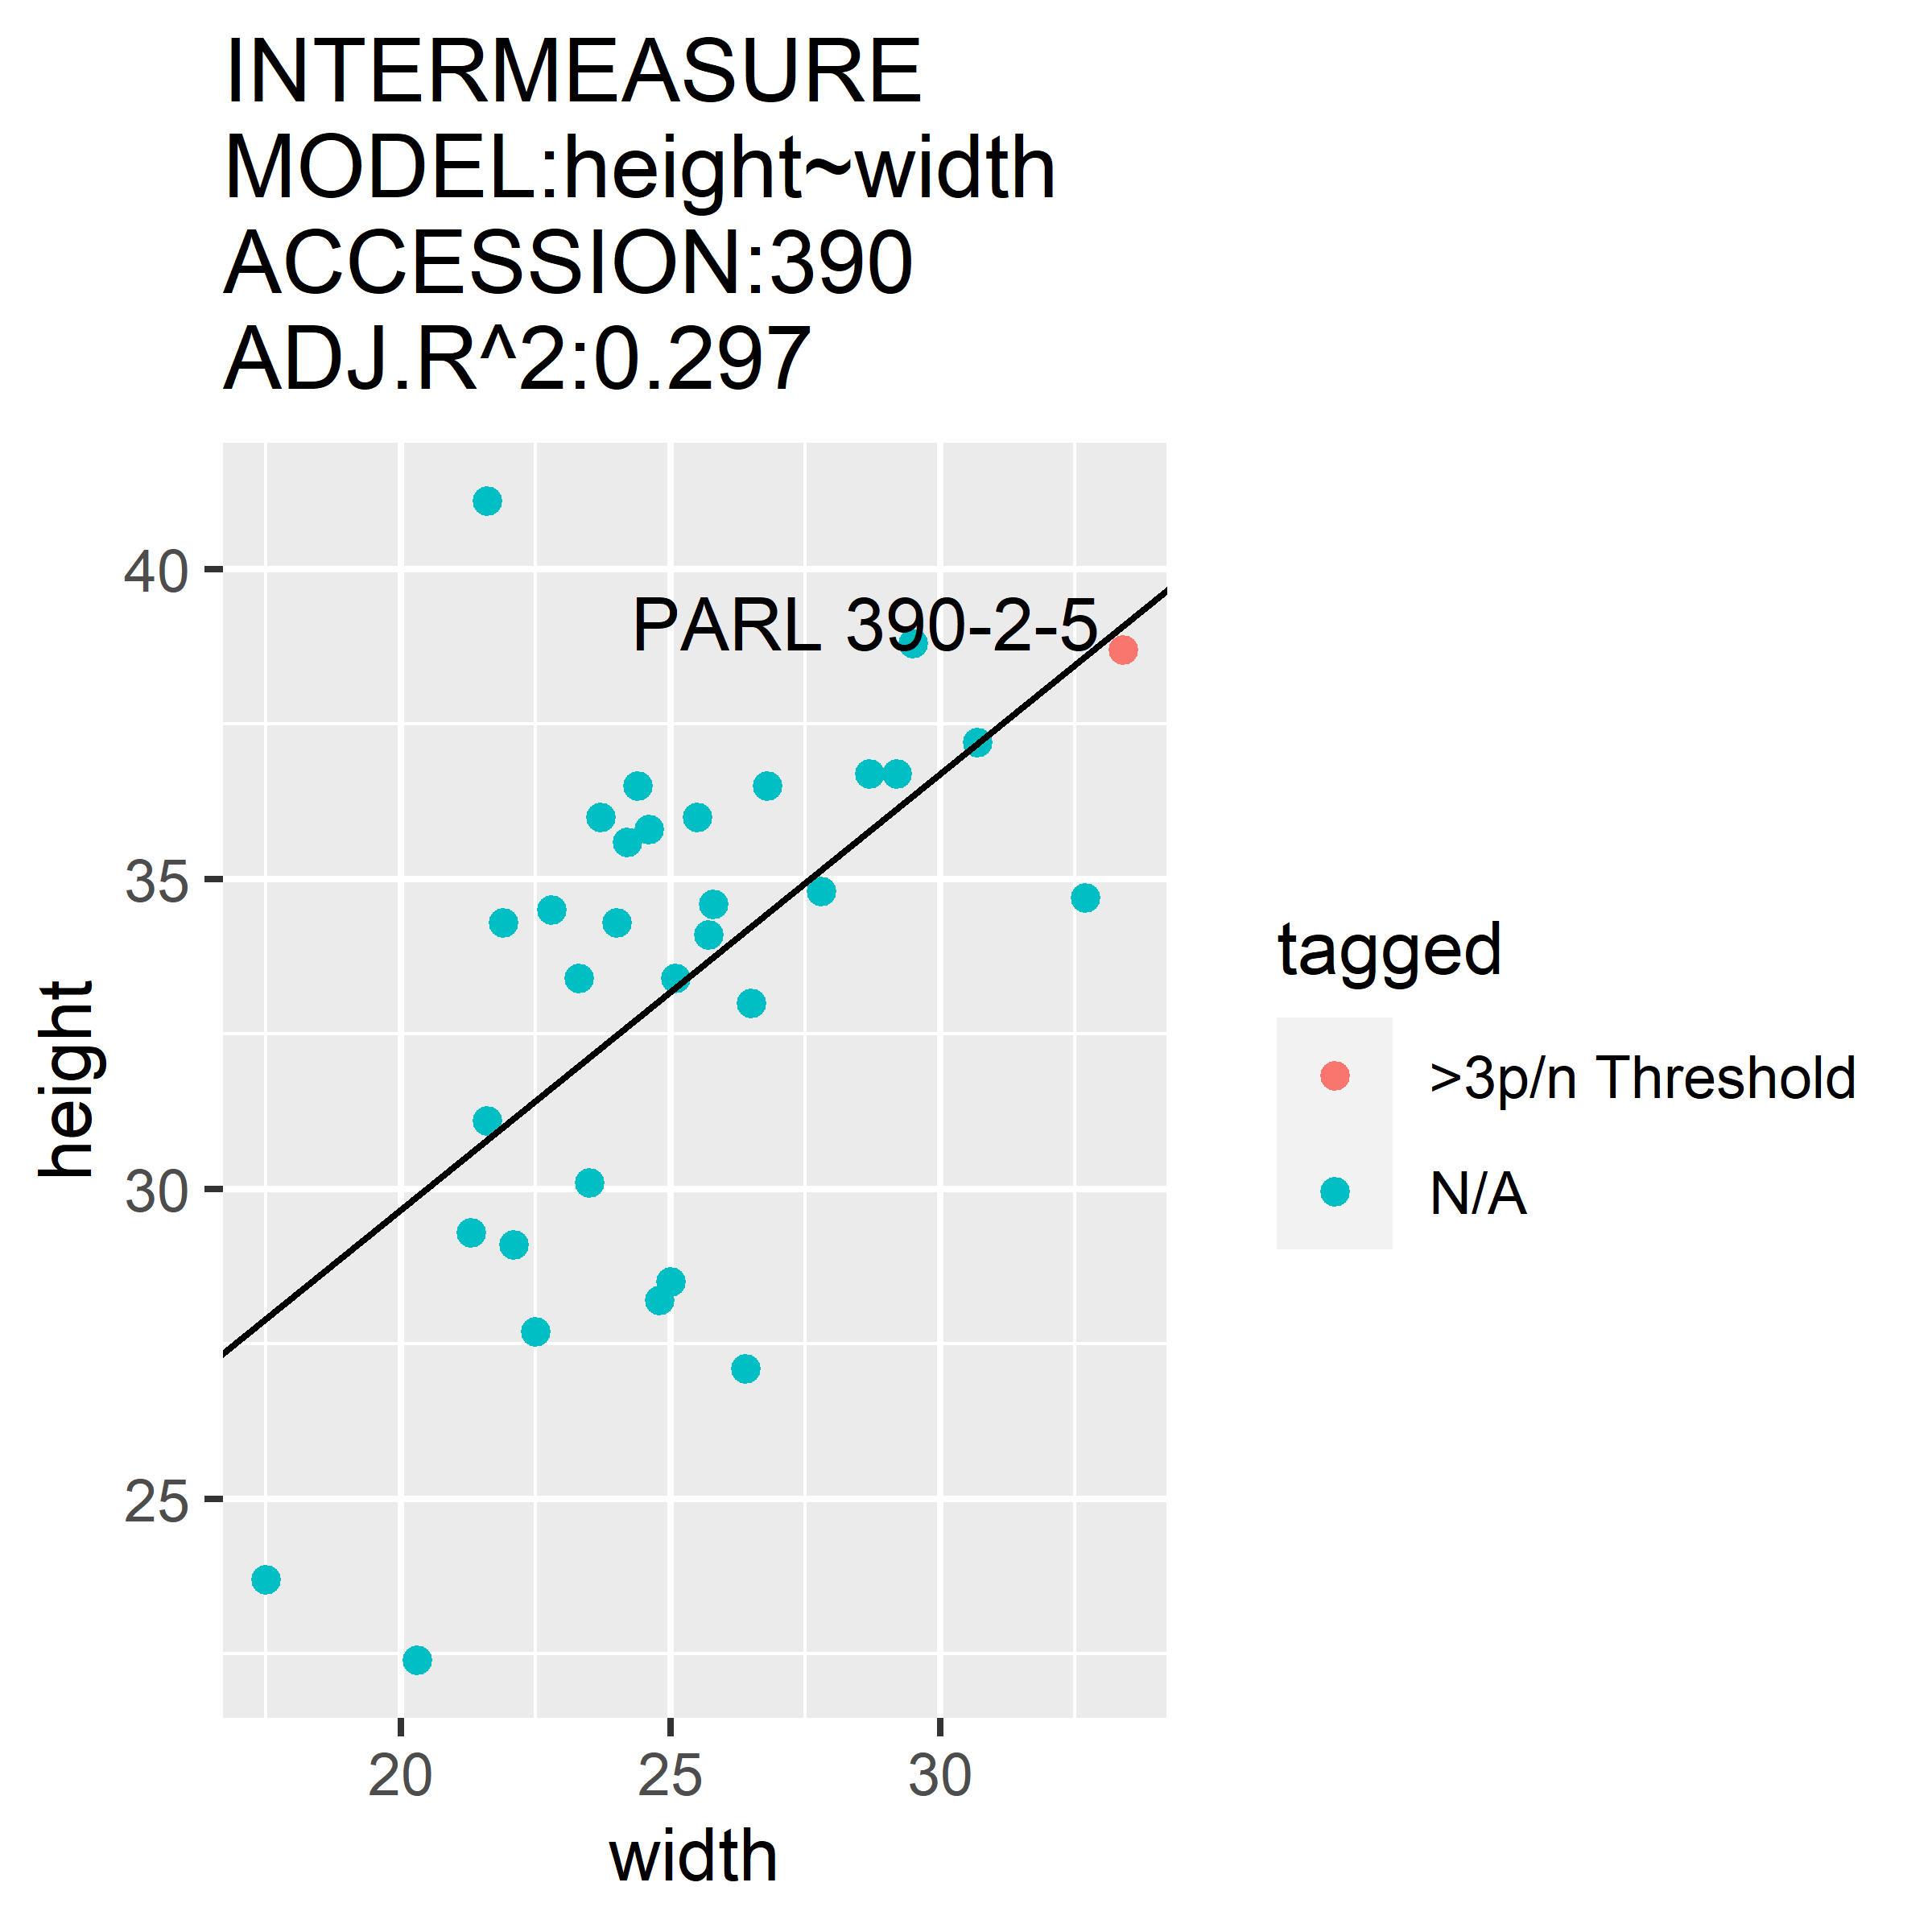 INTERMEASURE
MODEL:height~width
ACCESSION:390
ADJ.R^2:0.297
40
35
30
25
height
PARL 390-2-5
20
25
30
width
tagged
>3p/n Threshold
N/A